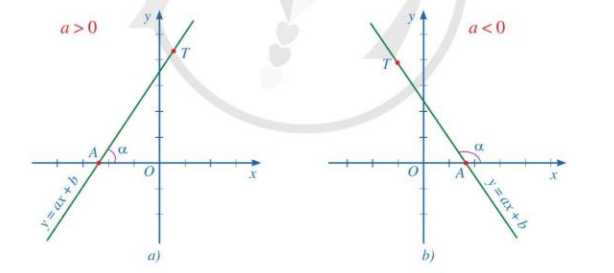 a > 0
y
T
A
α
O
x
y = ax + b
a)
a < 0
y
T
α
O
A
x
y = ax + b
b)